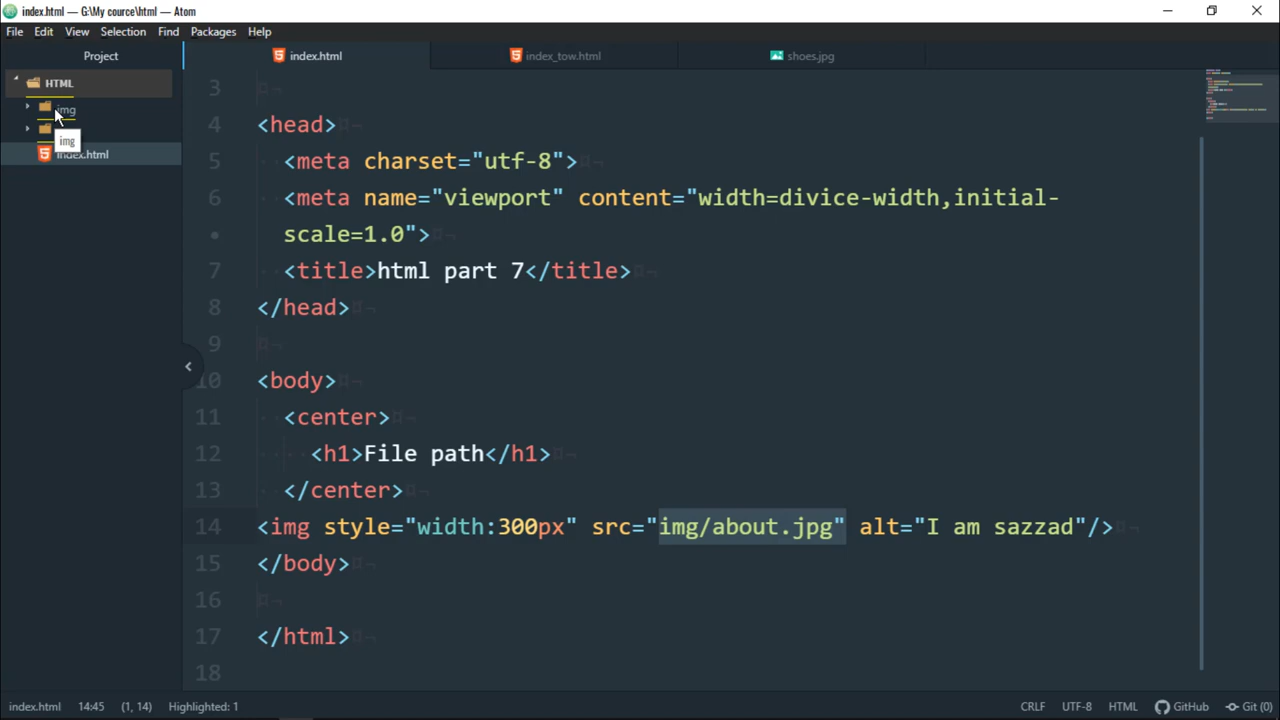 index.html — G:\My cource\html — Atom
File Edit View Selection Find Packages Help
Project
index.html
index_tow.html
shoes.jpg
HTML
img
img
index.html
3
4 <head>
5 <meta charset="utf-8">
6 <meta name="viewport" content="width=divice-width,initial-
scale=1.0">
7 <title>html part 7</title>
8 </head>
9
10 <body>
11 <center>
12 <h1>File path</h1>
13 </center>
14 <img style="width:300px" src="img/about.jpg" alt="I am sazzad"/>
15 </body>
16
17 </html>
18
index.html 14:45 (1, 14) Highlighted: 1 CRLF UTF-8 HTML GitHub Git (0)